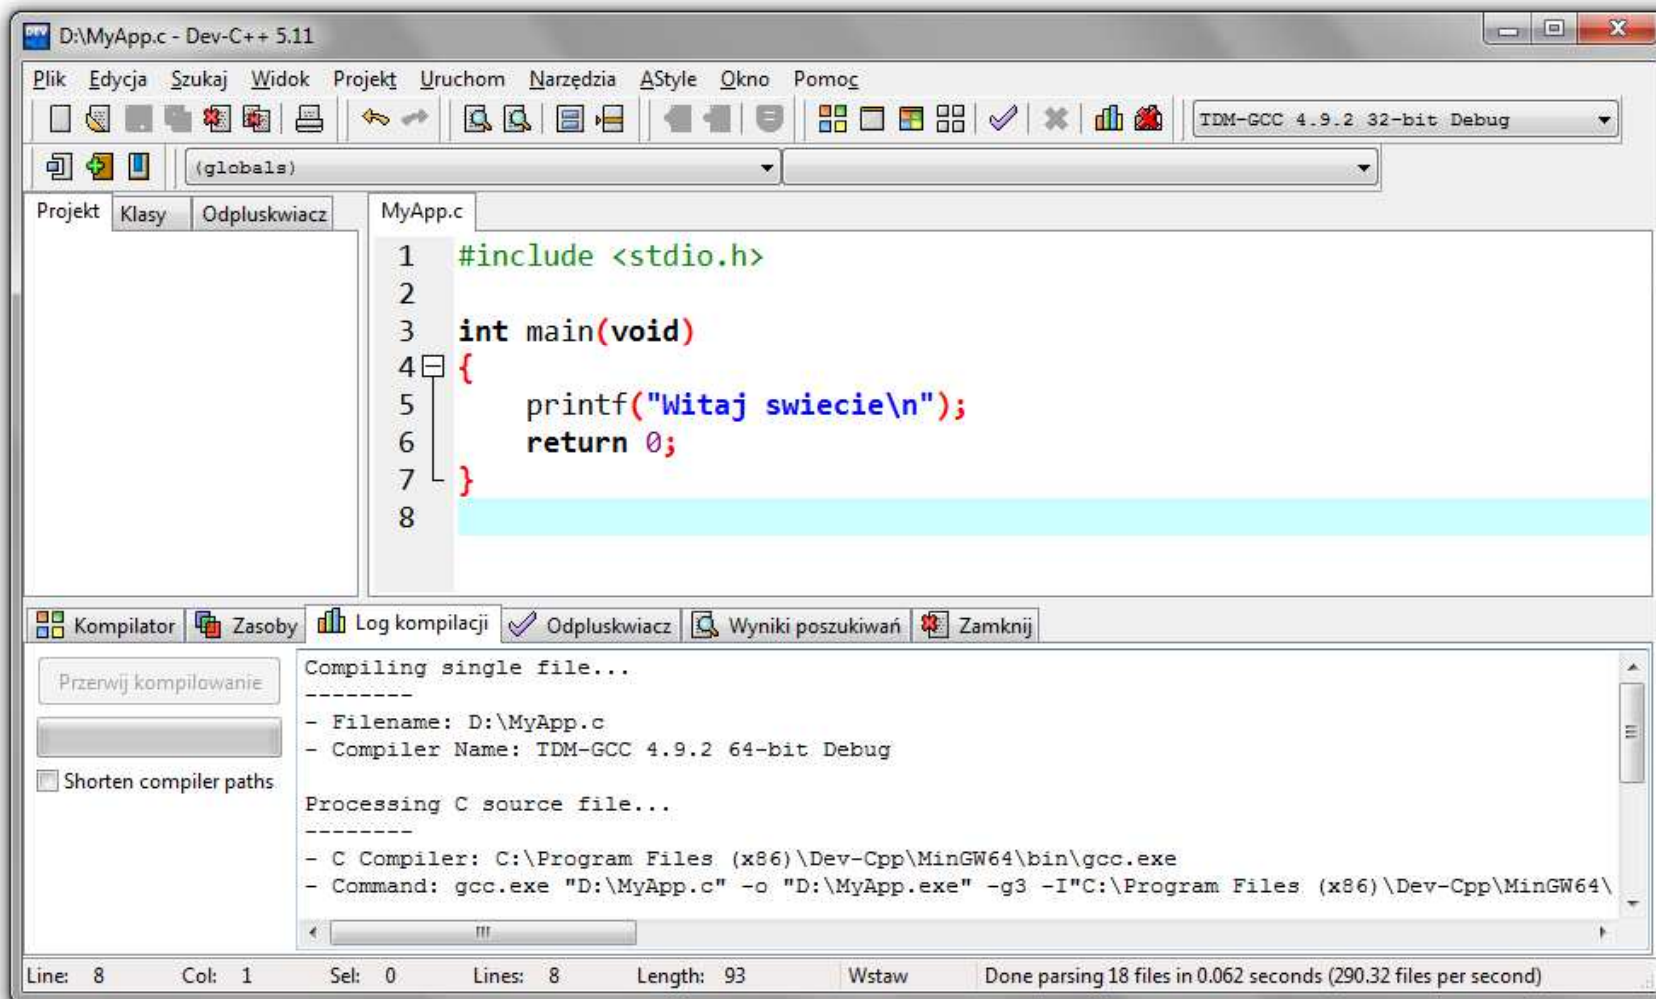 D:\MyApp.c - Dev-C++ 5.11
Plik Edycja Szukaj Widok Projekt Uruchom Narzędzia AStyle Okno Pomoc
TDM-GCC 4.9.2 32-bit Debug
(globals)
Projekt Klasy Odpluskwiacz
MyApp.c
1 #include <stdio.h>
2
3 int main(void)
4 {
5 printf("Witaj swiecie\n");
6 return 0;
7 }
8
Kompilator Zasoby Log kompilacji Odpluskwiacz Wyniki poszukiwań Zamknij
Przerwij kompilowanie
Shorten compiler paths
Compiling single file...
--------
- Filename: D:\MyApp.c
- Compiler Name: TDM-GCC 4.9.2 64-bit Debug
Processing C source file...
--------
- C Compiler: C:\Program Files (x86)\Dev-Cpp\MinGW64\bin\gcc.exe
- Command: gcc.exe "D:\MyApp.c" -o "D:\MyApp.exe" -g3 -I"C:\Program Files (x86)\Dev-Cpp\MinGW64\
Line: 8 Col: 1 Sel: 0 Lines: 8 Length: 93 Wstaw Done parsing 18 files in 0.062 seconds (290.32 files per second)